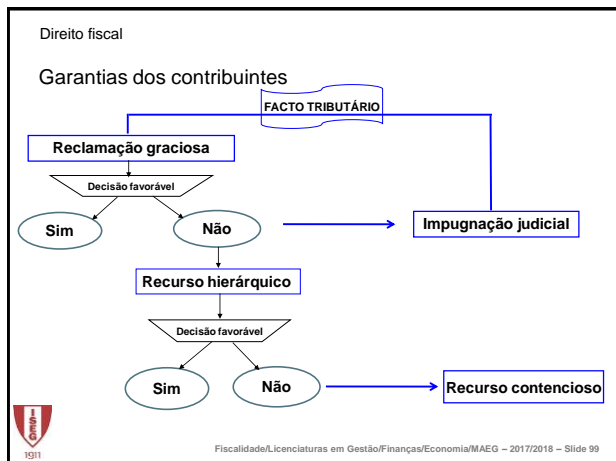 Direito fiscal
Garantias dos contribuintes
FACTO TRIBUTÁRIO
Reclamação graciosa
Decisão favorável
Sim
Não
Impugnação judicial
Recurso hierárquico
Decisão favorável
Sim
Não
Recurso contencioso
ISEG
1911
Fiscalidade/Licenciaturas em Gestão/Finanças/Economia/MAEG – 2017/2018 – Slide 99